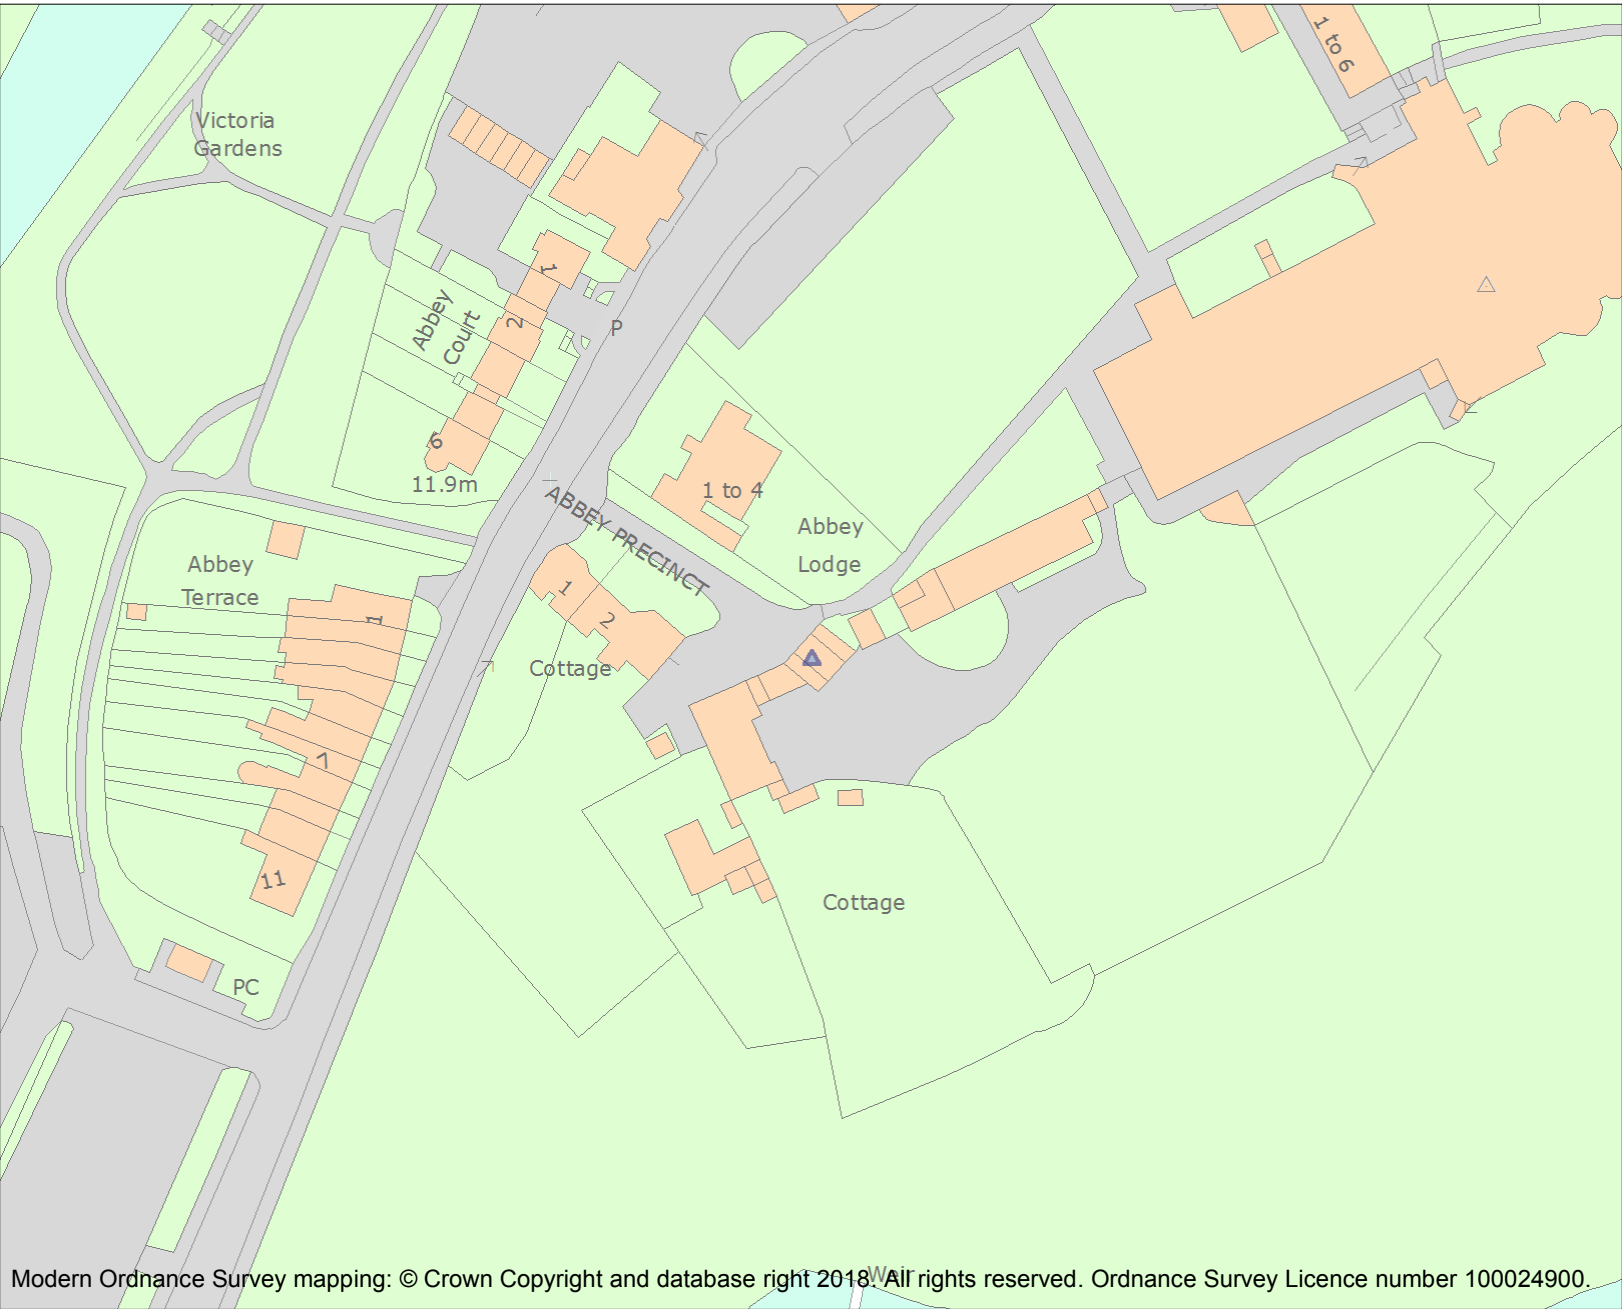 1 to 6
Victoria
Gardens
1
Abbey
Court
2
P
6
11.9m
1 to 4
ABBEY PRECINCT
Abbey
Lodge
Abbey
Terrace
1
2
1
Cottage
7
11
Cottage
PC
Weir
Modern Ordnance Survey mapping: © Crown Copyright and database right 2018. All rights reserved. Ordnance Survey Licence number 100024900.